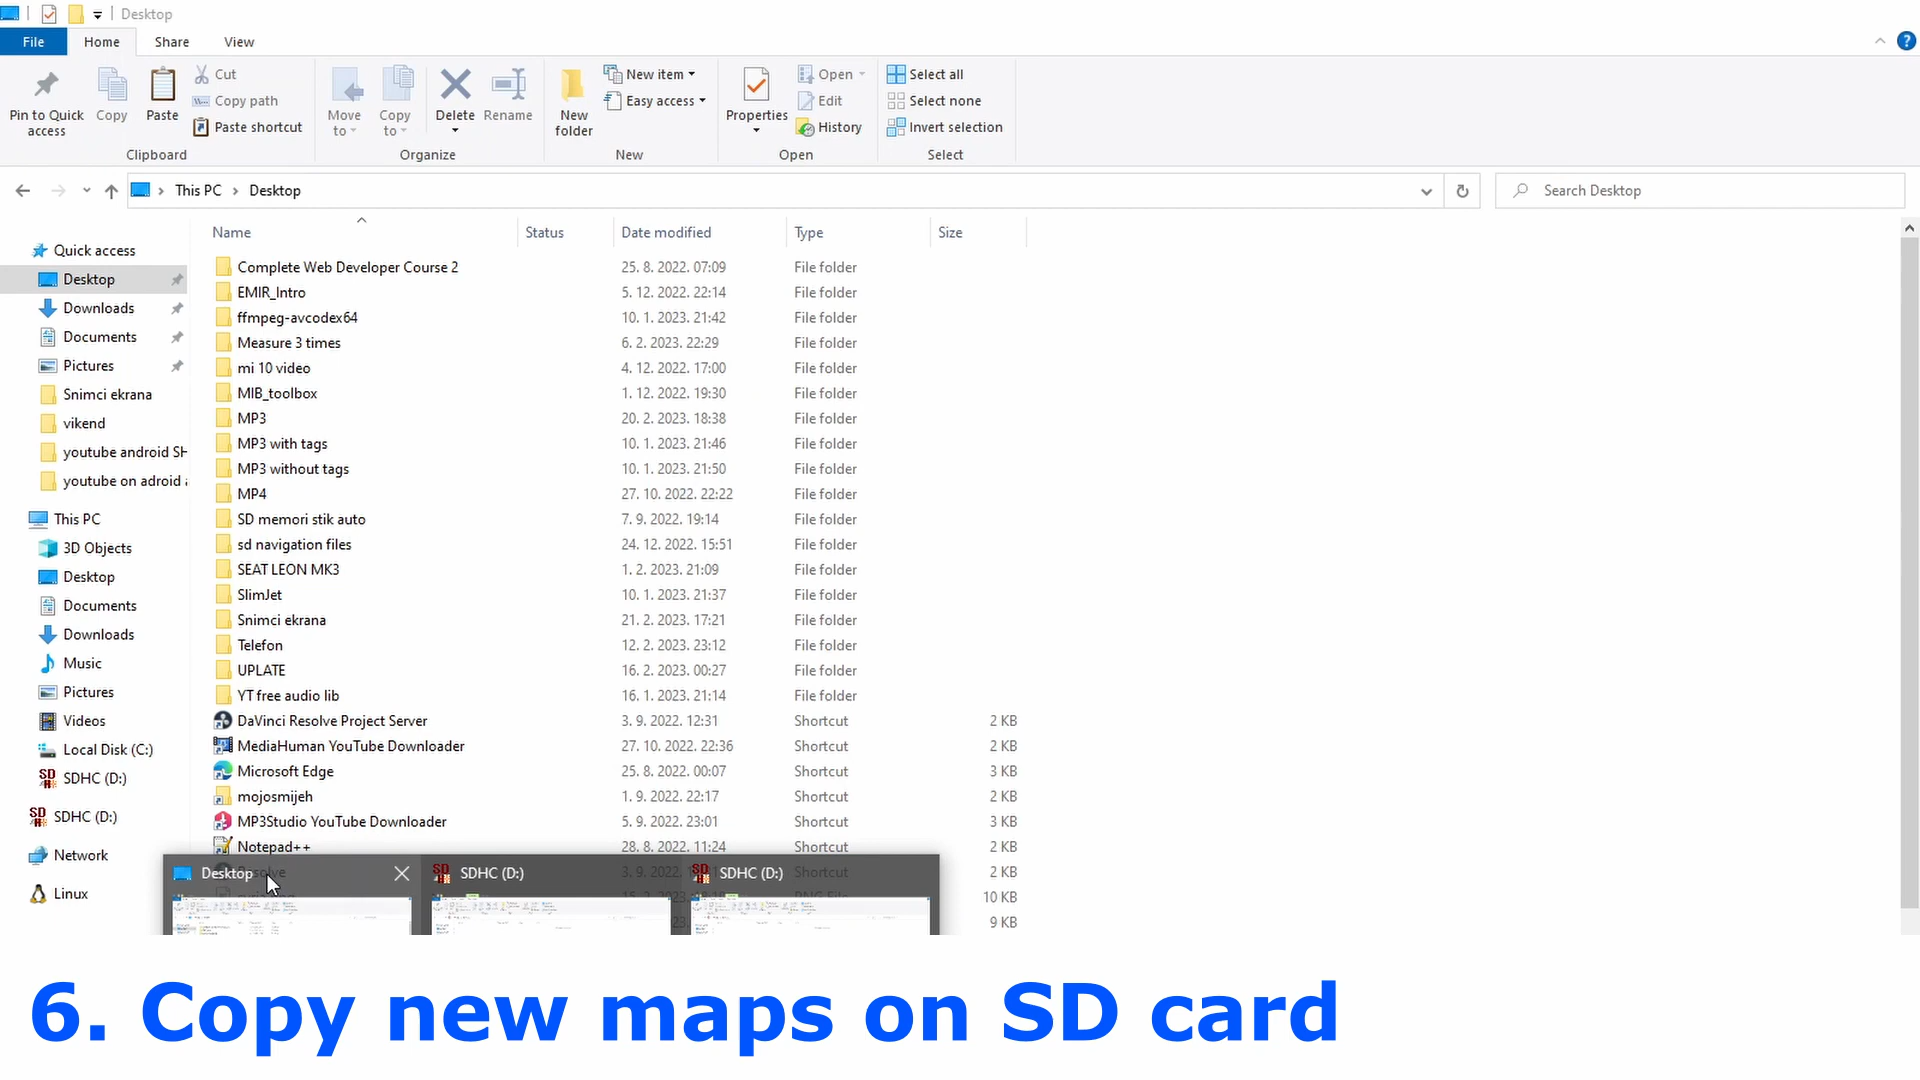 Desktop
File Home Share View
Pin to Quick access
Copy
Paste
Cut
Copy path
Paste shortcut
Clipboard
Move to
Copy to
Delete
Rename
Organize
New folder
New item
Easy access
New
Properties
Open
Edit
History
Open
Select all
Select none
Invert selection
Select
This PC > Desktop
Search Desktop
Quick access
Desktop
Downloads
Documents
Pictures
Snimci ekrana
vikend
youtube android SH
youtube on adroid a
This PC
3D Objects
Desktop
Documents
Downloads
Music
Pictures
Videos
Local Disk (C:)
SDHC (D:)
SDHC (D:)
Network
Linux
Name Status Date modified Type Size
Complete Web Developer Course 2 25. 8. 2022. 07:09 File folder
EMIR_Intro 5. 12. 2022. 22:14 File folder
ffmpeg-avcodex64 10. 1. 2023. 21:42 File folder
Measure 3 times 6. 2. 2023. 22:29 File folder
mi 10 video 4. 12. 2022. 17:00 File folder
MIB_toolbox 1. 12. 2022. 19:30 File folder
MP3 20. 2. 2023. 18:38 File folder
MP3 with tags 10. 1. 2023. 21:46 File folder
MP3 without tags 10. 1. 2023. 21:50 File folder
MP4 27. 10. 2022. 22:22 File folder
SD memori stik auto 7. 9. 2022. 19:14 File folder
sd navigation files 24. 12. 2022. 15:51 File folder
SEAT LEON MK3 1. 2. 2023. 21:09 File folder
SlimJet 10. 1. 2023. 21:37 File folder
Snimci ekrana 21. 2. 2023. 17:21 File folder
Telefon 12. 2. 2023. 23:12 File folder
UPLATE 16. 2. 2023. 00:27 File folder
YT free audio lib 16. 1. 2023. 21:14 File folder
DaVinci Resolve Project Server 3. 9. 2022. 12:31 Shortcut 2 KB
MediaHuman YouTube Downloader 27. 10. 2022. 22:36 Shortcut 2 KB
Microsoft Edge 25. 8. 2022. 00:07 Shortcut 3 KB
mojosmijeh 1. 9. 2022. 22:17 Shortcut 2 KB
MP3Studio YouTube Downloader 5. 9. 2022. 23:01 Shortcut 3 KB
Notepad++ 28. 8. 2022. 11:24 Shortcut 2 KB
2 KB
10 KB
9 KB
Desktop
SDHC (D:)
SDHC (D:)
6. Copy new maps on SD card